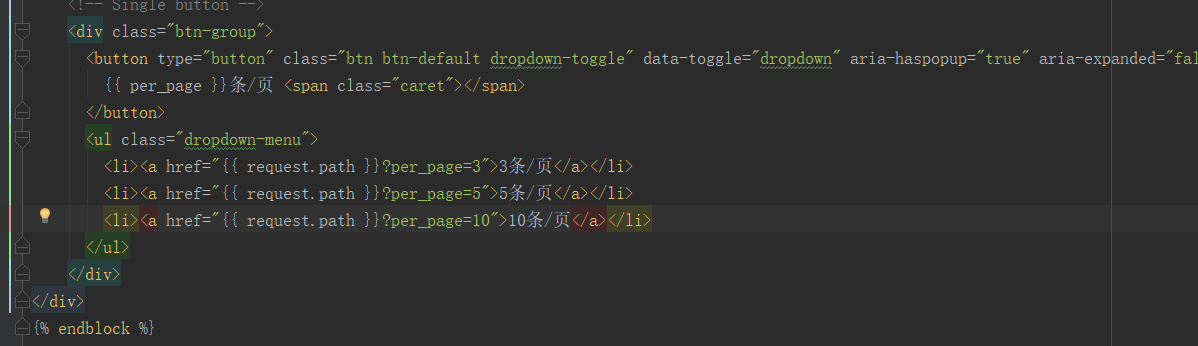 <!-- Single button -->
<div class="btn-group">
<button type="button" class="btn btn-default dropdown-toggle" data-toggle="dropdown" aria-haspopup="true" aria-expanded="fal
{{ per_page }}条/页 <span class="caret"></span>
</button>
<ul class="dropdown-menu">
<li><a href="{{ request.path }}?per_page=3">3条/页</a></li>
<li><a href="{{ request.path }}?per_page=5">5条/页</a></li>
<li><a href="{{ request.path }}?per_page=10">10条/页</a></li>
</ul>
</div>
</div>
{% endblock %}